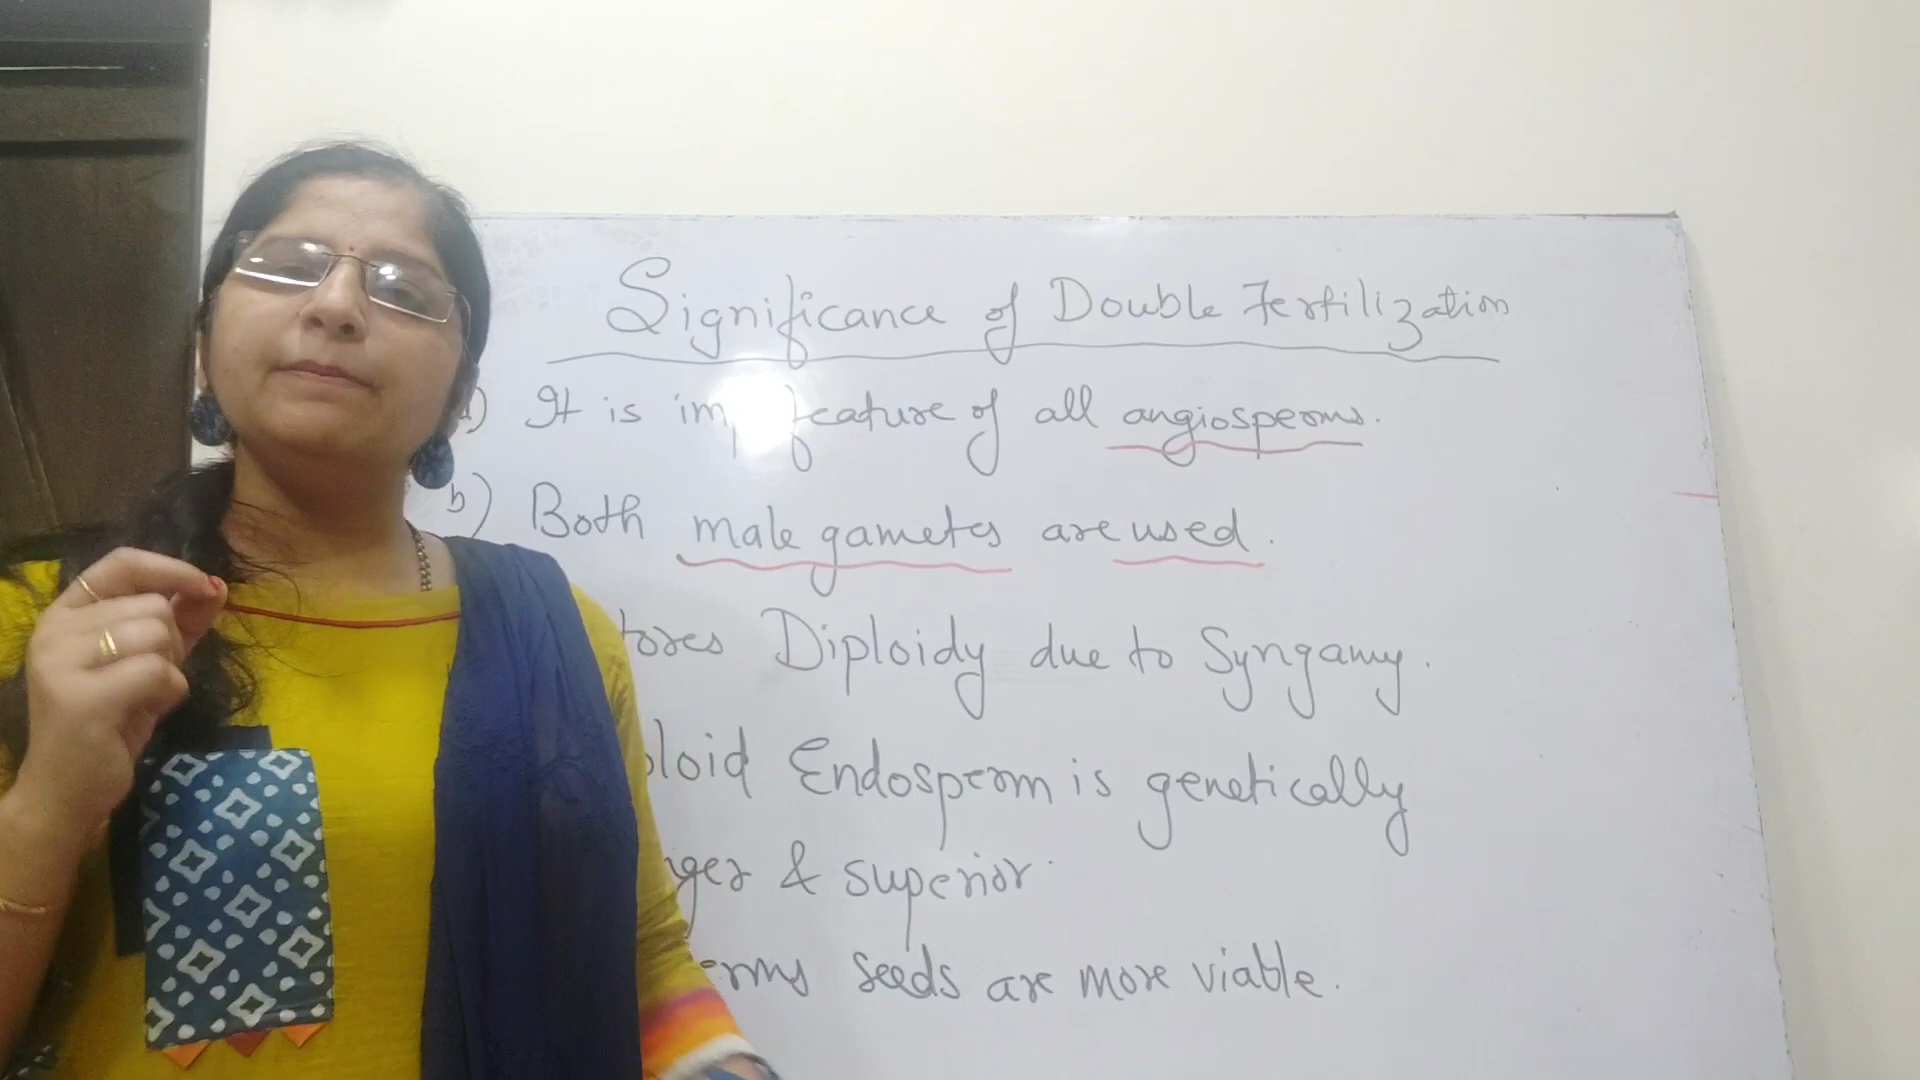 Significance of Double Fertilization
It is feature of all angiosperms.
b) Both male gametes are used.
Diploidy due to Syngamy.
Endosperm is genetically
& superior
seeds are more viable.